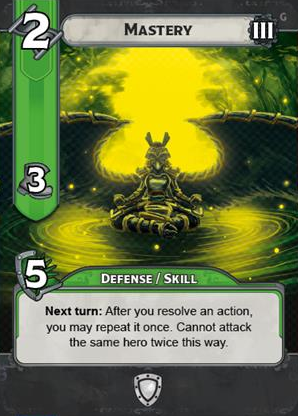 2
MASTERY
III
G
3
5
DEFENSE / SKILL
Next turn: After you resolve an action,
you may repeat it once. Cannot attack
the same hero twice this way.